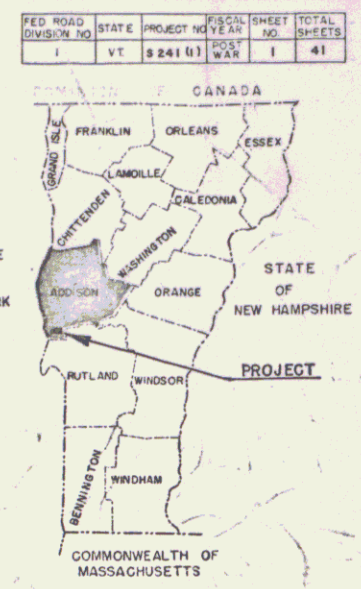 FED ROAD DIVISION NO | STATE | PROJECT NO | FISCAL YEAR | SHEET NO. | TOTAL SHEETS
1 | VT. | S 241 (1) | POST WAR | 1 | 41
CANADA
GRAND ISLE
FRANKLIN
ORLEANS
ESSEX
LAMOILLE
CALEDONIA
CHITTENDEN
WASHINGTON
ADDISON
ORANGE
STATE
OF
NEW HAMPSHIRE
PROJECT
RUTLAND
WINDSOR
BENNINGTON
WINDHAM
COMMONWEALTH OF
MASSACHUSETTS